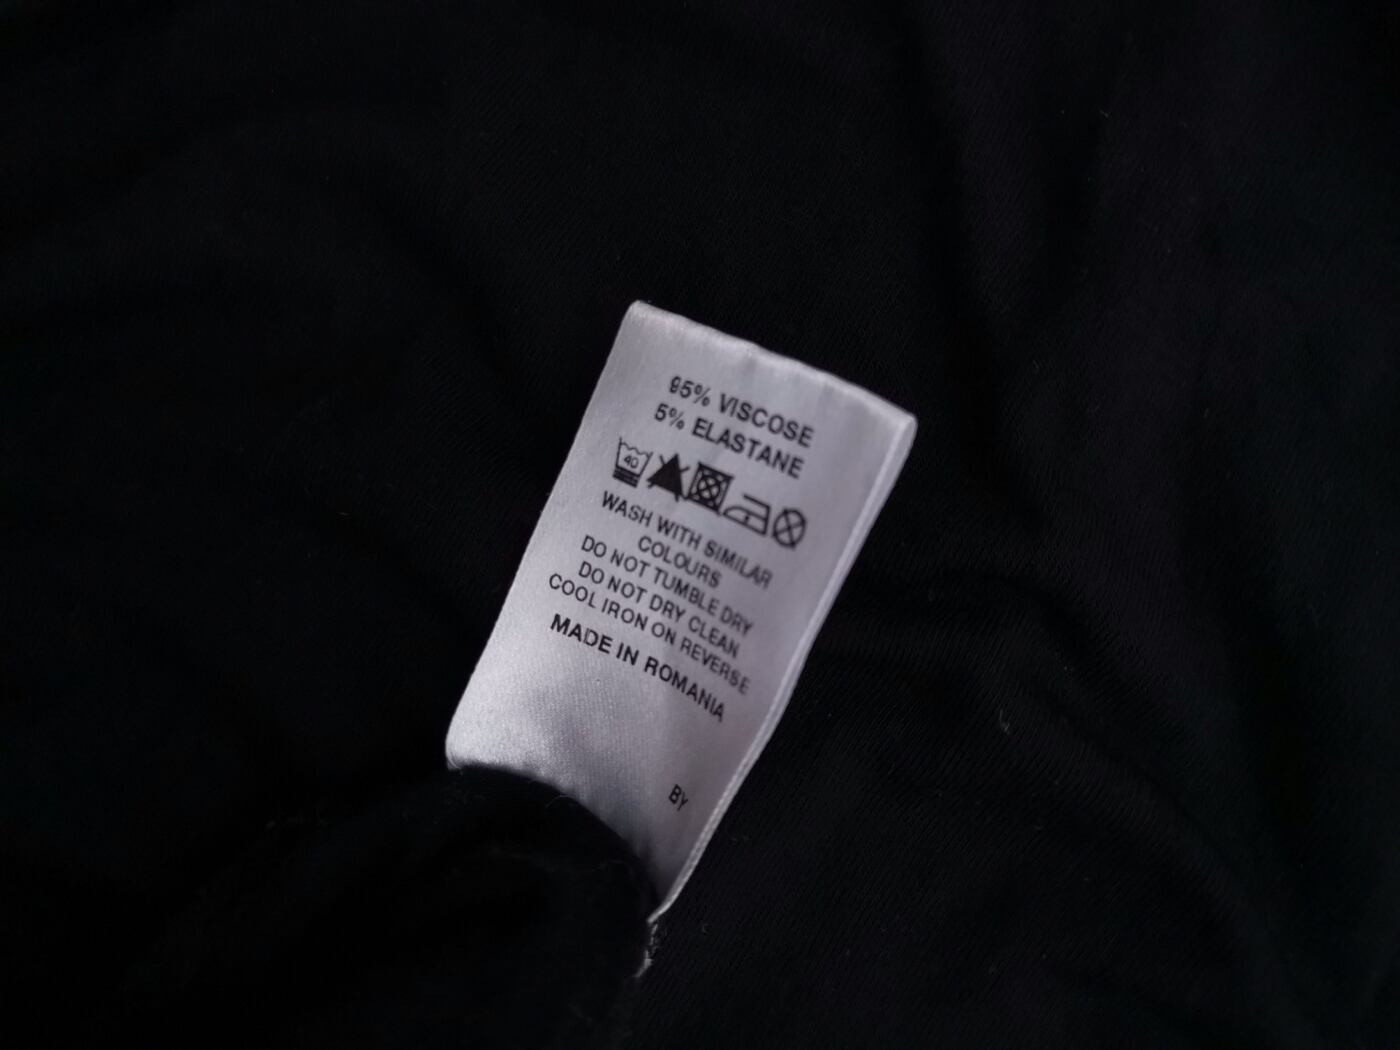 95% VISCOSE
5% ELASTANE
40
WASH WITH SIMILAR
COLOURS
DO NOT TUMBLE DRY
DO NOT DRY CLEAN
COOL IRON ON REVERSE
MADE IN ROMANIA
BY